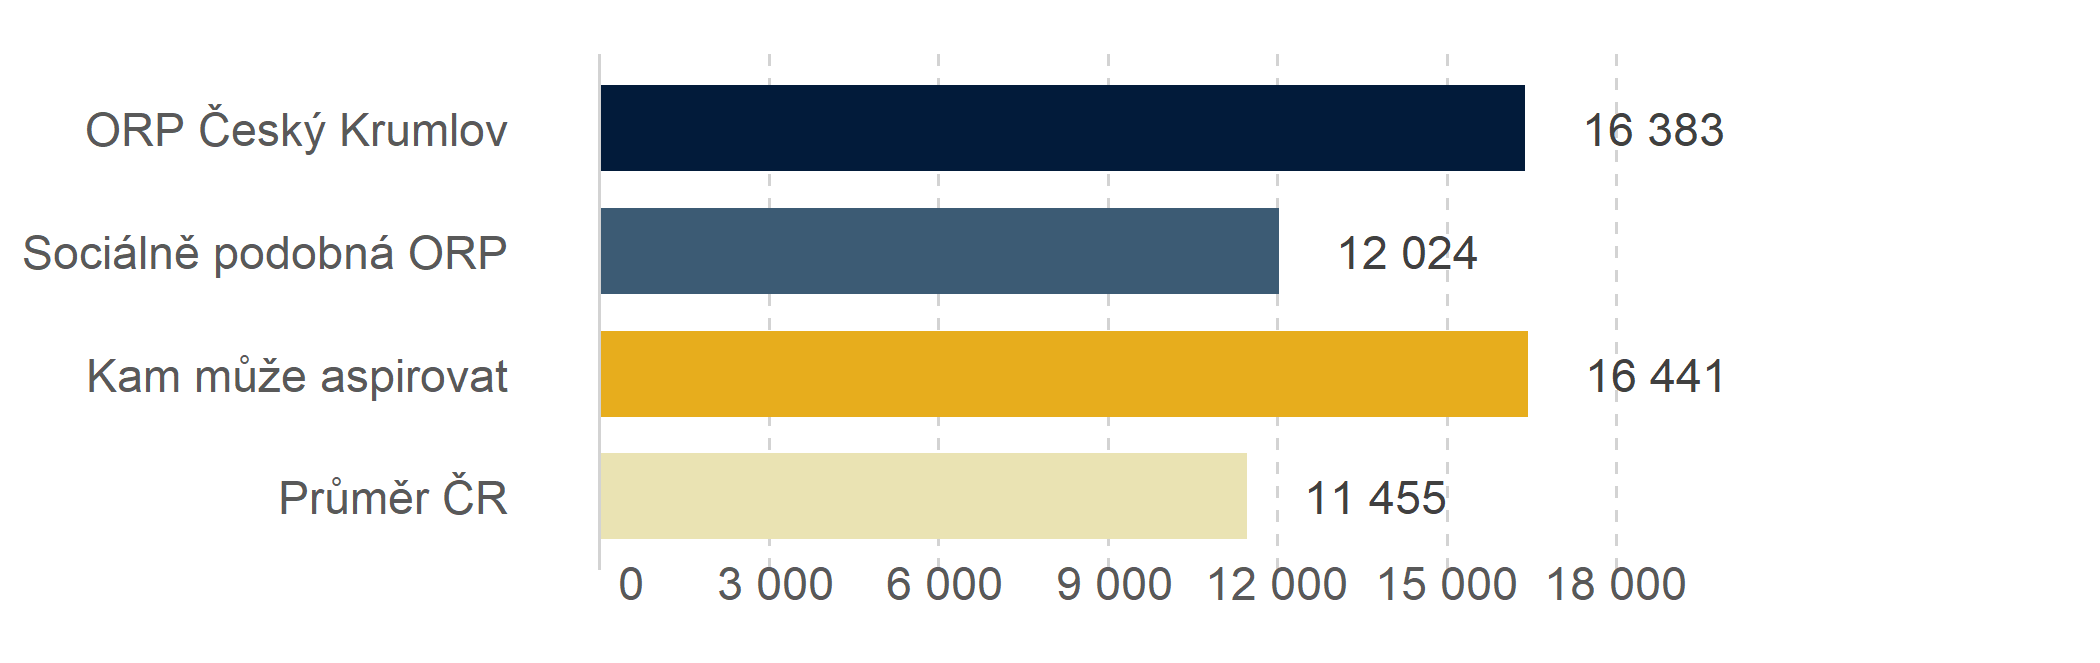 ORP Český Krumlov 16 383
Sociálně podobná ORP 12 024
Kam může aspirovat 16 441
Průměr ČR 11 455
0 3 000 6 000 9 000 12 000 15 000 18 000